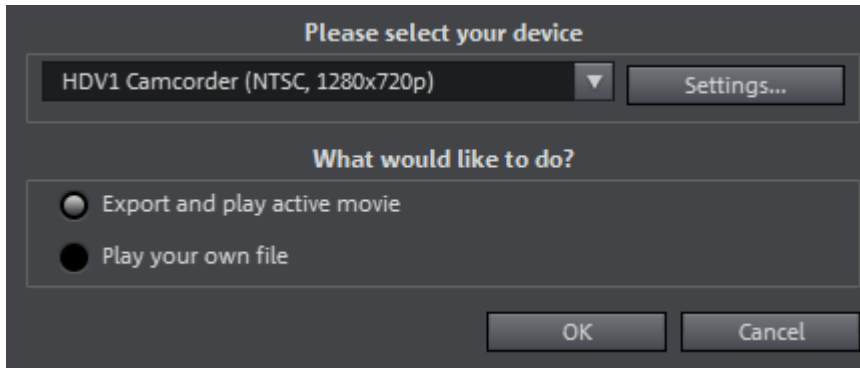 Please select your device
HDV1 Camcorder (NTSC, 1280x720p)
Settings...
What would like to do?
Export and play active movie
Play your own file
OK
Cancel